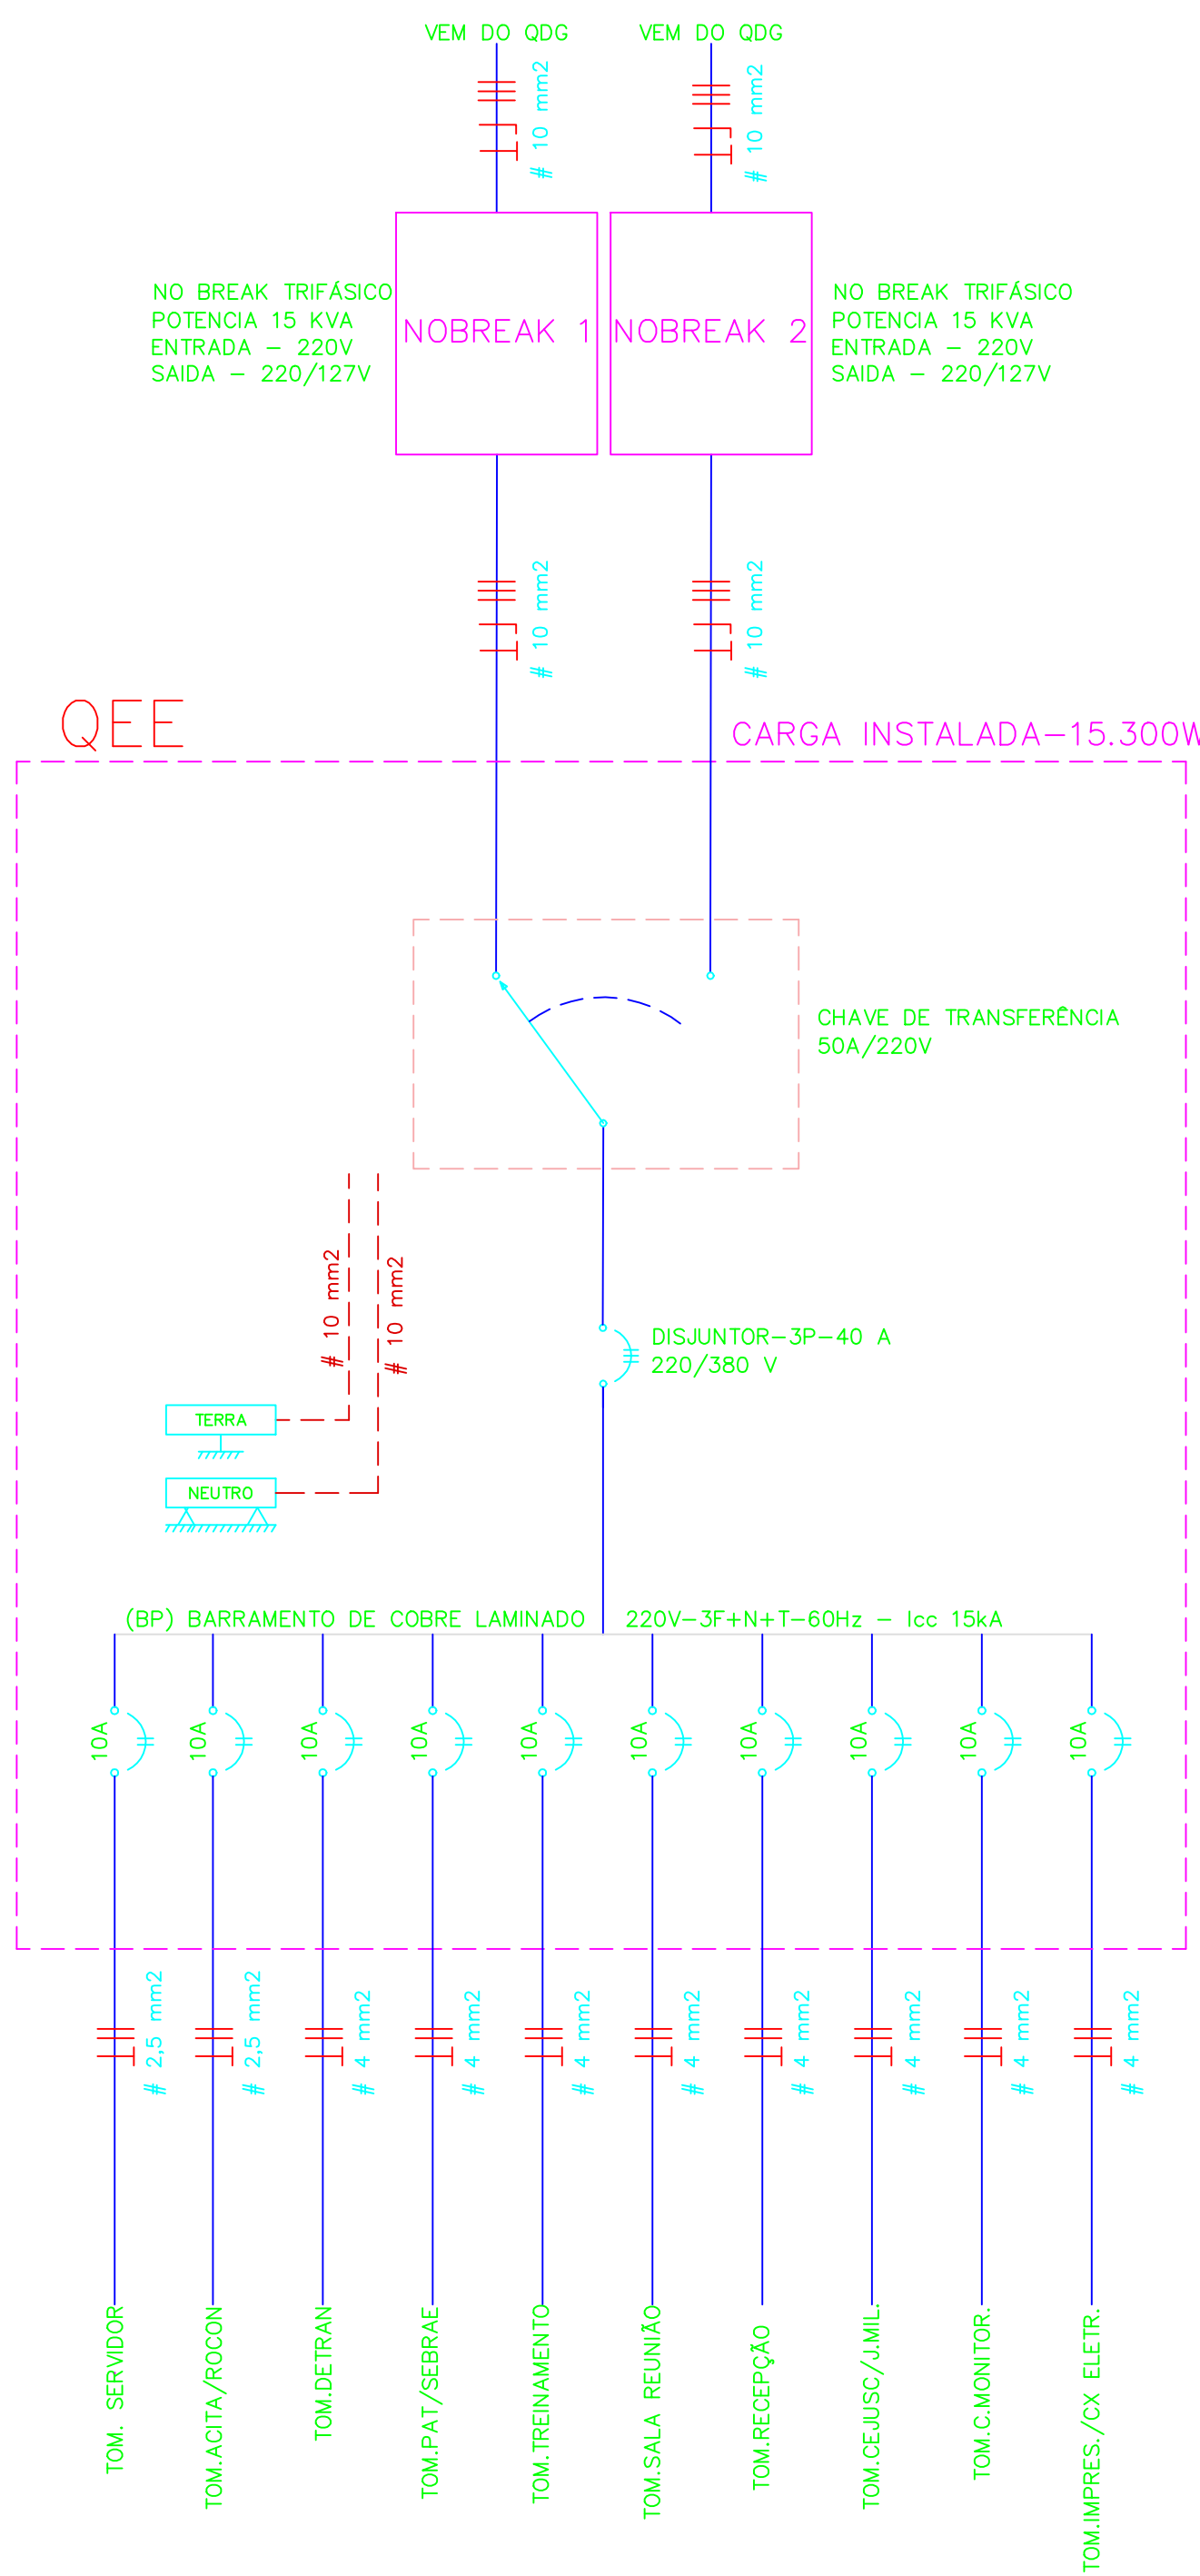 VEM DO QDG
VEM DO QDG
# 10 mm2
# 10 mm2
NO BREAK TRIFÁSICO
POTENCIA 15 KVA
ENTRADA - 220V
SAIDA - 220/127V
NOBREAK 1
NOBREAK 2
NO BREAK TRIFÁSICO
POTENCIA 15 KVA
ENTRADA - 220V
SAIDA - 220/127V
# 10 mm2
# 10 mm2
QEE
CARGA INSTALADA-15.300W
CHAVE DE TRANSFERÊNCIA
50A/220V
# 10 mm2
# 10 mm2
DISJUNTOR-3P-40 A
220/380 V
TERRA
NEUTRO
(BP) BARRAMENTO DE COBRE LAMINADO 220V-3F+N+T-60Hz - Icc 15kA
10A
10A
10A
10A
10A
10A
10A
10A
10A
10A
# 2,5 mm2
# 2,5 mm2
# 4 mm2
# 4 mm2
# 4 mm2
# 4 mm2
# 4 mm2
# 4 mm2
# 4 mm2
# 4 mm2
TOM. SERVIDOR
TOM.ACITA/ROCON
TOM.DETRAN
TOM.PAT/SEBRAE
TOM.TREINAMENTO
TOM.SALA REUNIÃO
TOM.RECEPÇÃO
TOM.CEJUSC/J.MIL.
TOM.C.MONITOR.
TOM.IMPRES./CX ELETR.